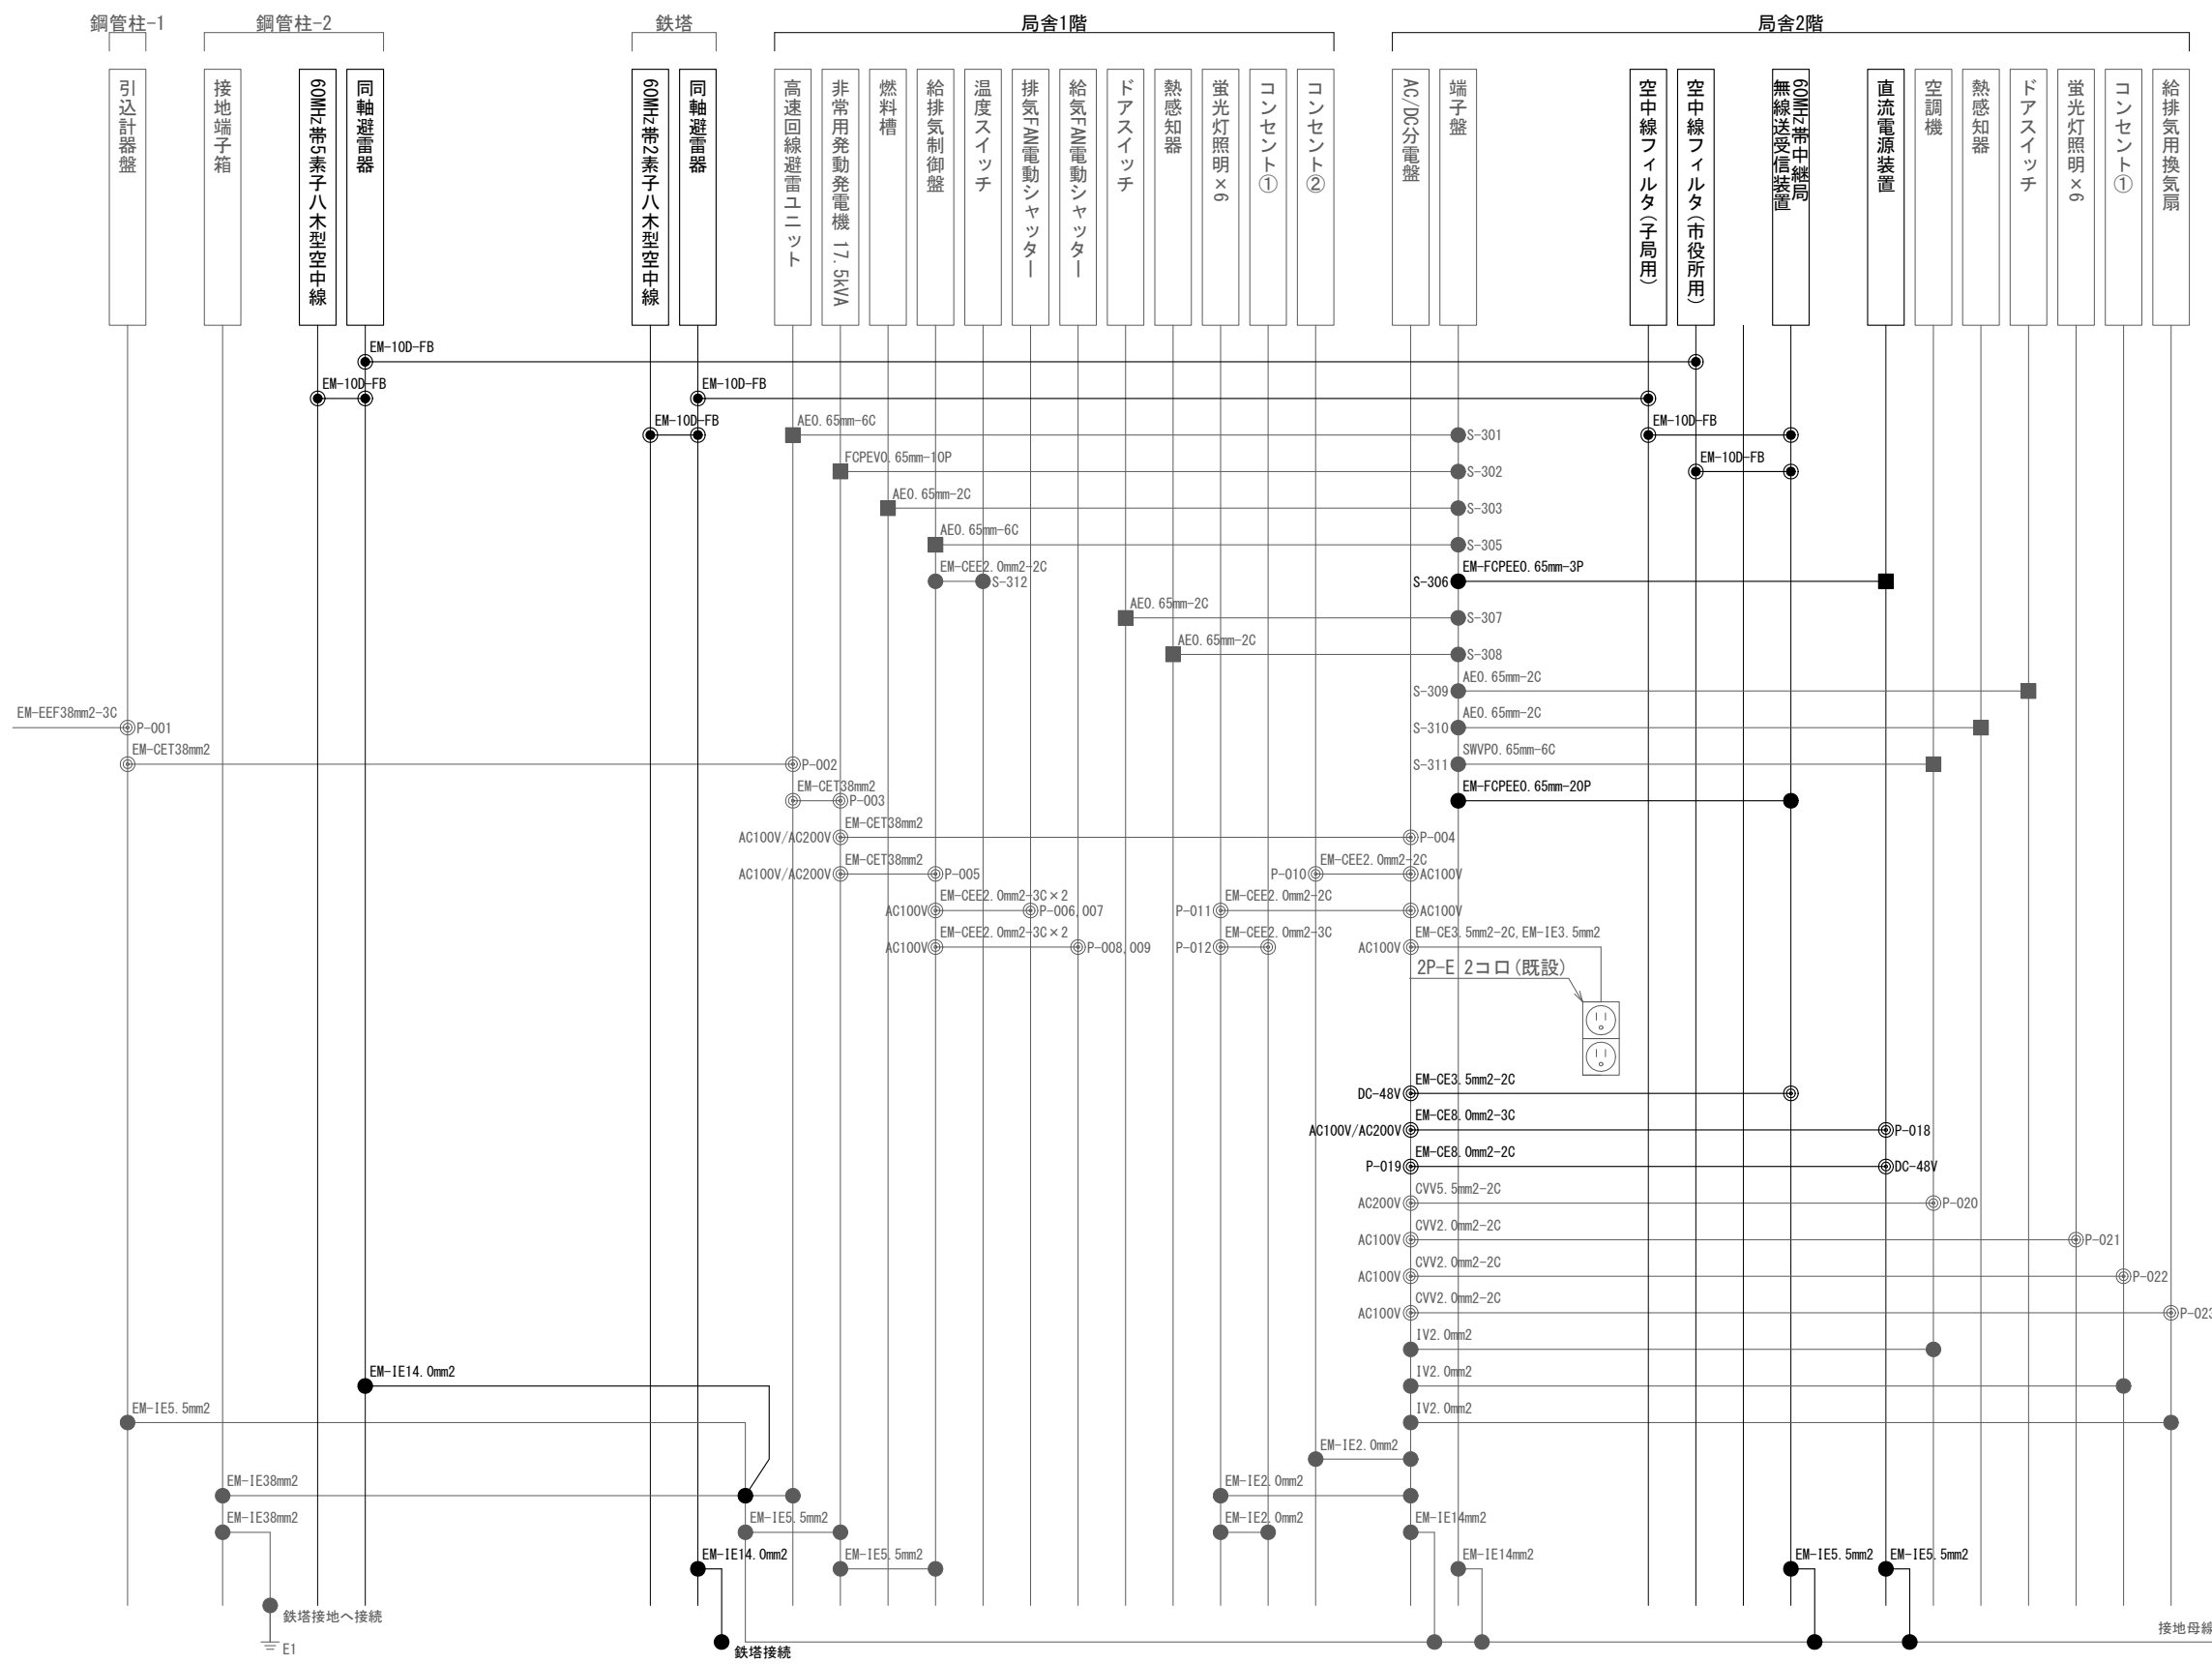 鋼管柱-1
鋼管柱-2
鉄塔
局舎1階
局舎2階
引込計器盤
接地端子箱
60MHz帯5素子八木型空中線
同軸避雷器
60MHz帯2素子八木型空中線
同軸避雷器
高速回線避雷ユニット
非常用発動発電機 17.5kVA
燃料槽
給排気制御盤
温度スイッチ
排気FAN電動シャッター
給気FAN電動シャッター
ドアスイッチ
熱感知器
蛍光灯照明×6
コンセント①
コンセント②
AC/DC分電盤
端子盤
空中線フィルタ(子局用)
空中線フィルタ(市役所用)
60MHz帯中継局
無線送受信装置
直流電源装置
空調機
熱感知器
ドアスイッチ
蛍光灯照明×6
コンセント①
給排気用換気扇
EM-10D-FB
EM-10D-FB
EM-10D-FB
EM-10D-FB
AE0.65mm-6C
S-301
EM-10D-FB
FCPEV0.65mm-10P
S-302
EM-10D-FB
AE0.65mm-2C
S-303
AE0.65mm-6C
S-305
EM-CEE2.0mm2-2C
S-312
S-306
EM-FCPEE0.65mm-3P
AE0.65mm-2C
S-307
AE0.65mm-2C
S-308
S-309
AE0.65mm-2C
EM-EEF38mm2-3C
P-001
S-310
AE0.65mm-2C
EM-CET38mm2
P-002
S-311
SWVP0.65mm-6C
EM-CET38mm2
P-003
EM-FCPEE0.65mm-20P
AC100V/AC200V
EM-CET38mm2
P-004
AC100V/AC200V
EM-CET38mm2
P-005
P-010
EM-CEE2.0mm2-2C
AC100V
AC100V
EM-CEE2.0mm2-3C×2
P-006,007
P-011
EM-CEE2.0mm2-2C
AC100V
AC100V
EM-CEE2.0mm2-3C×2
P-008,009
P-012
EM-CEE2.0mm2-3C
AC100V
EM-CE3.5mm2-2C,EM-IE3.5mm2
2P-E 2コロ(既設)
DC-48V
EM-CE3.5mm2-2C
AC100V/AC200V
EM-CE8.0mm2-3C
P-018
P-019
EM-CE8.0mm2-2C
DC-48V
AC200V
CVV5.5mm2-2C
P-020
AC100V
CVV2.0mm2-2C
P-021
AC100V
CVV2.0mm2-2C
P-022
AC100V
CVV2.0mm2-2C
P-023
IV2.0mm2
EM-IE14.0mm2
IV2.0mm2
EM-IE5.5mm2
IV2.0mm2
EM-IE2.0mm2
EM-IE38mm2
EM-IE2.0mm2
EM-IE38mm2
EM-IE5.5mm2
EM-IE2.0mm2
EM-IE14mm2
EM-IE14.0mm2
EM-IE5.5mm2
EM-IE14mm2
EM-IE5.5mm2
EM-IE5.5mm2
鉄塔接地へ接続
E1
鉄塔接続
接地母線